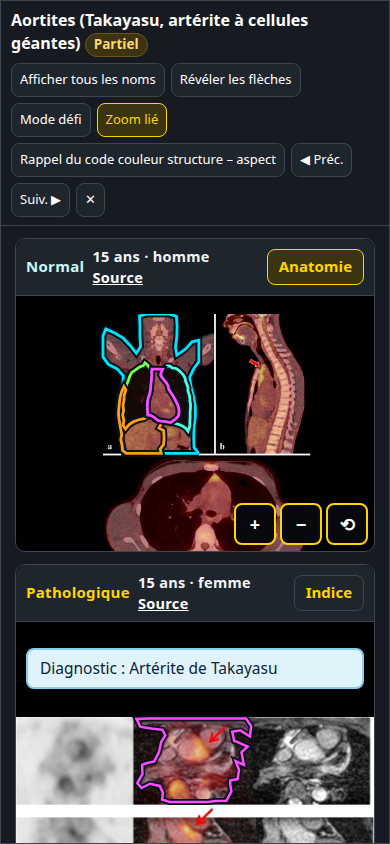 Aortites (Takayasu, artérite à cellules
géantes) Partiel
Afficher tous les noms Révéler les flèches
Mode défi Zoom lié
Rappel du code couleur structure – aspect ◀ Préc.
Suiv. ▶ ✕
Normal 15 ans · homme
Source Anatomie
a b
+ − ⟲
Pathologique 15 ans · femme
Source Indice
Diagnostic : Artérite de Takayasu